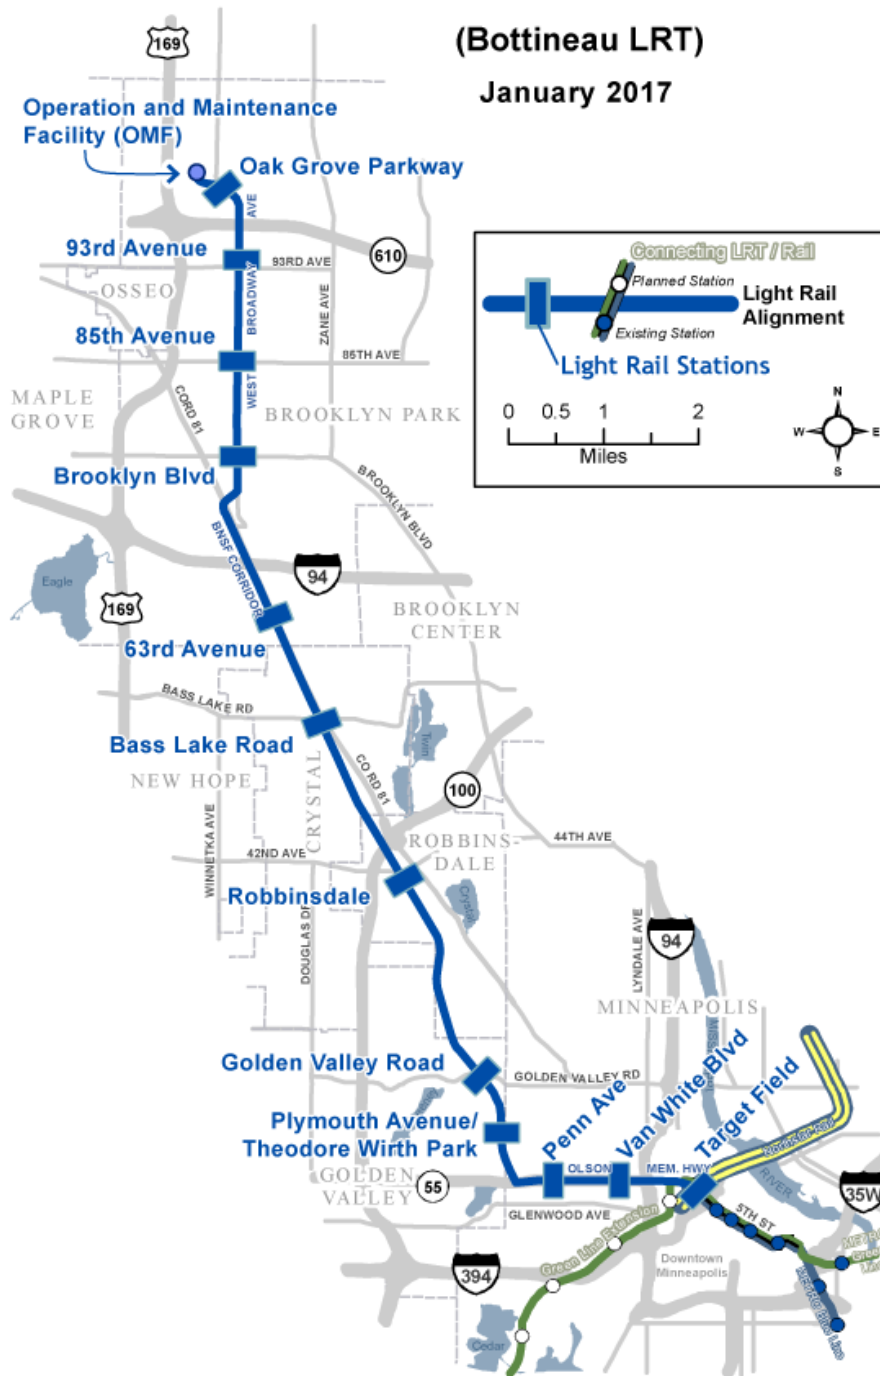 (Bottineau LRT)
January 2017
169
Operation and Maintenance
Facility (OMF)
Oak Grove Parkway
AVE
93rd Avenue
93RD AVE
610
OSSEO
BROADWAY
ZANE AVE
85th Avenue
85TH AVE
WEST
MAPLE
GROVE
CORD 81
BROOKLYN PARK
Brooklyn Blvd
BROOKLYN BLVD
BNSF CORRIDOR
94
Eagle
169
BROOKLYN
CENTER
63rd Avenue
BASS LAKE RD
Bass Lake Road
Twin
NEW HOPE
CRYSTAL
CO RD 81
100
WINNETKA AVE
42ND AVE
ROBBINS-
DALE
44TH AVE
Robbinsdale
Crystal
DOUGLAS DR
LYNDALE AVE
94
MINNEAPOLIS
Golden Valley Road
GOLDEN VALLEY RD
Plymouth Avenue/
Theodore Wirth Park
Penn Ave
Van White Blvd
Target Field
GOLDEN
VALLEY
55
OLSON
MEM. HWY
RIVER
35W
GLENWOOD AVE
5TH ST
Green Line Extension
Downtown
Minneapolis
394
METRO Blue Line
Cedar
Connecting LRT / Rail
Planned Station
Existing Station
Light Rail
Alignment
Light Rail Stations
0 0.5 1 2
Miles
N
W E
S